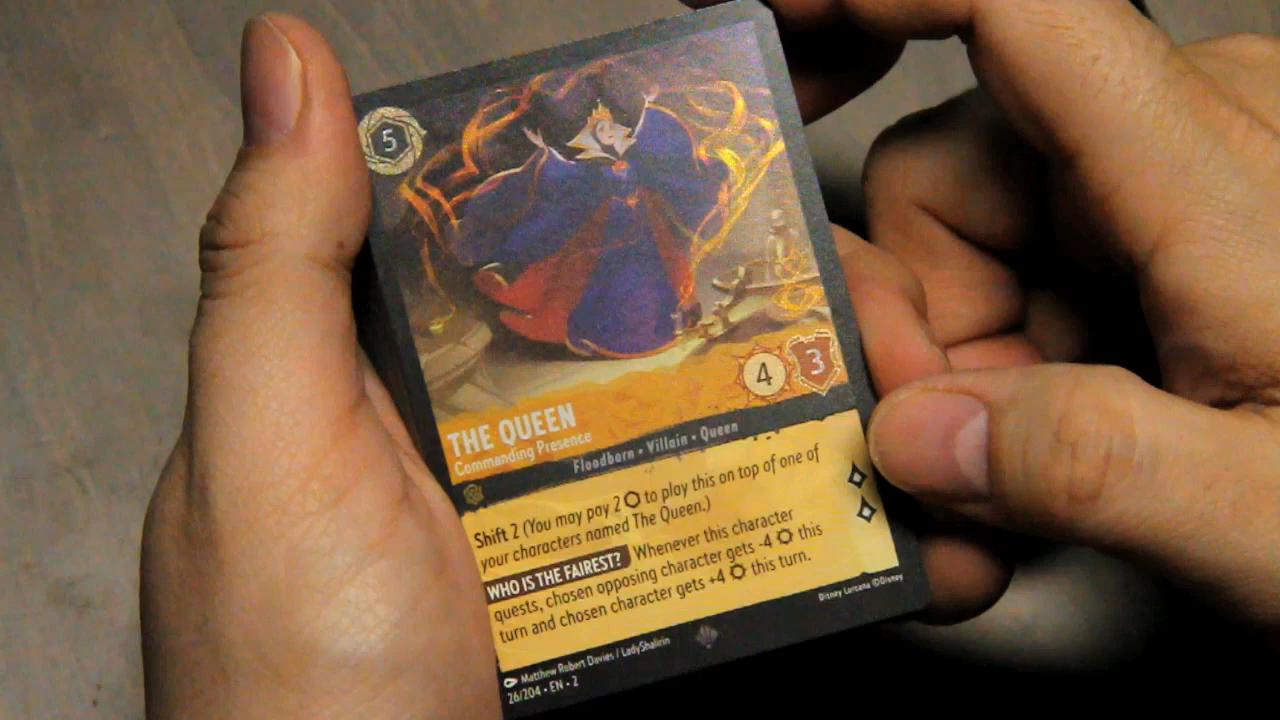 5
4
3
THE QUEEN
Commanding Presence
Floodborn • Villain • Queen
Shift 2 (You may pay 2 to play this on top of one of
your characters named The Queen.)
WHO IS THE FAIREST? Whenever this character
quests, chosen opposing character gets -4 this
turn and chosen character gets +4 this turn.
Disney Lorcana ©Disney
Matthew Robert Davies / LadyShalirin
26/204 • EN • 2